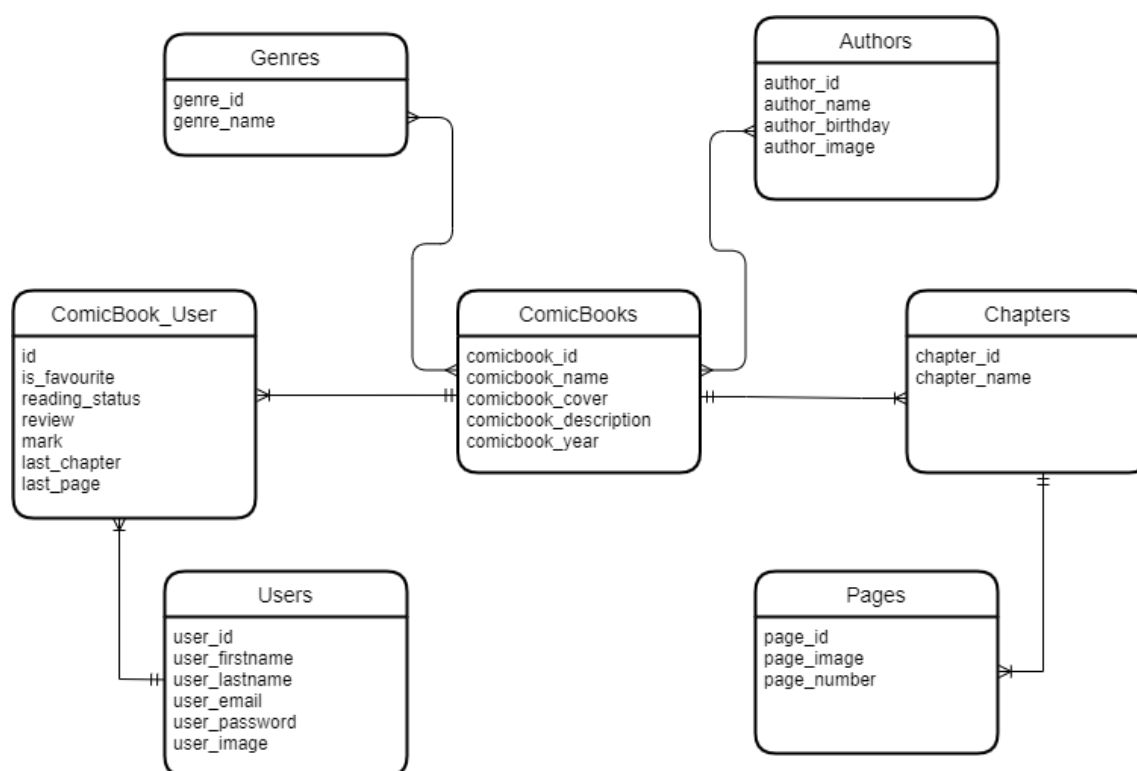 Genres
genre_id
genre_name
Authors
author_id
author_name
author_birthday
author_image
ComicBook_User
id
is_favourite
reading_status
review
mark
last_chapter
last_page
ComicBooks
comicbook_id
comicbook_name
comicbook_cover
comicbook_description
comicbook_year
Chapters
chapter_id
chapter_name
Users
user_id
user_firstname
user_lastname
user_email
user_password
user_image
Pages
page_id
page_image
page_number